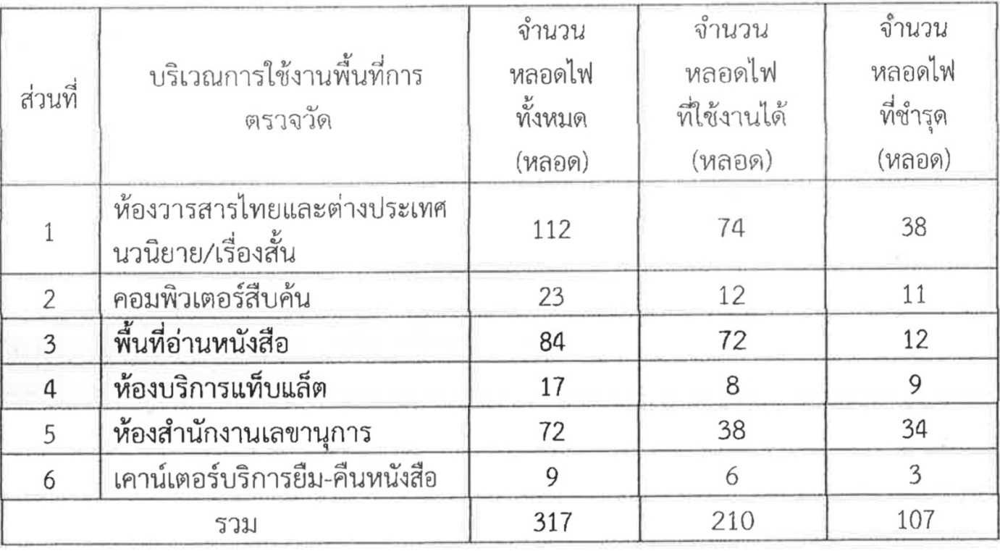 ส่วนที่
บริเวณการใช้งานพื้นที่การ
ตรวจวัด
จำนวน
หลอดไฟ
ทั้งหมด
(หลอด)
จำนวน
หลอดไฟ
ที่ใช้งานได้
(หลอด)
จำนวน
หลอดไฟ
ที่ชำรุด
(หลอด)
1
ห้องวารสารไทยและต่างประเทศ
นวนิยาย/เรื่องสั้น
112
74
38
2 คอมพิวเตอร์สืบค้น 23 12 11
3 พื้นที่อ่านหนังสือ 84 72 12
4 ห้องบริการแท็บแล็ต 17 8 9
5 ห้องสำนักงานเลขานุการ 72 38 34
6 เคาน์เตอร์บริการยืม-คืนหนังสือ 9 6 3
รวม 317 210 107